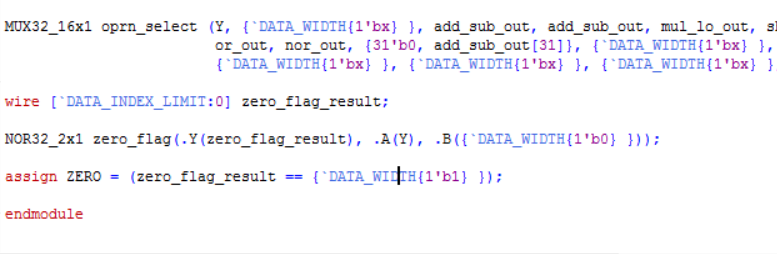 MUX32_16x1 oprn_select (Y, {`DATA_WIDTH{1'bx} }, add_sub_out, add_sub_out, mul_lo_out,
or_out, nor_out, {31'b0, add_sub_out[31]}, {`DATA_WIDTH{1'bx} },
{`DATA_WIDTH{1'bx} }, {`DATA_WIDTH{1'bx} }, {`DATA_WIDTH{1'bx} }
wire [`DATA_INDEX_LIMIT:0] zero_flag_result;
NOR32_2x1 zero_flag(.Y(zero_flag_result), .A(Y), .B({`DATA_WIDTH{1'b0} }));
assign ZERO = (zero_flag_result == {`DATA_WIDTH{1'b1} });
endmodule